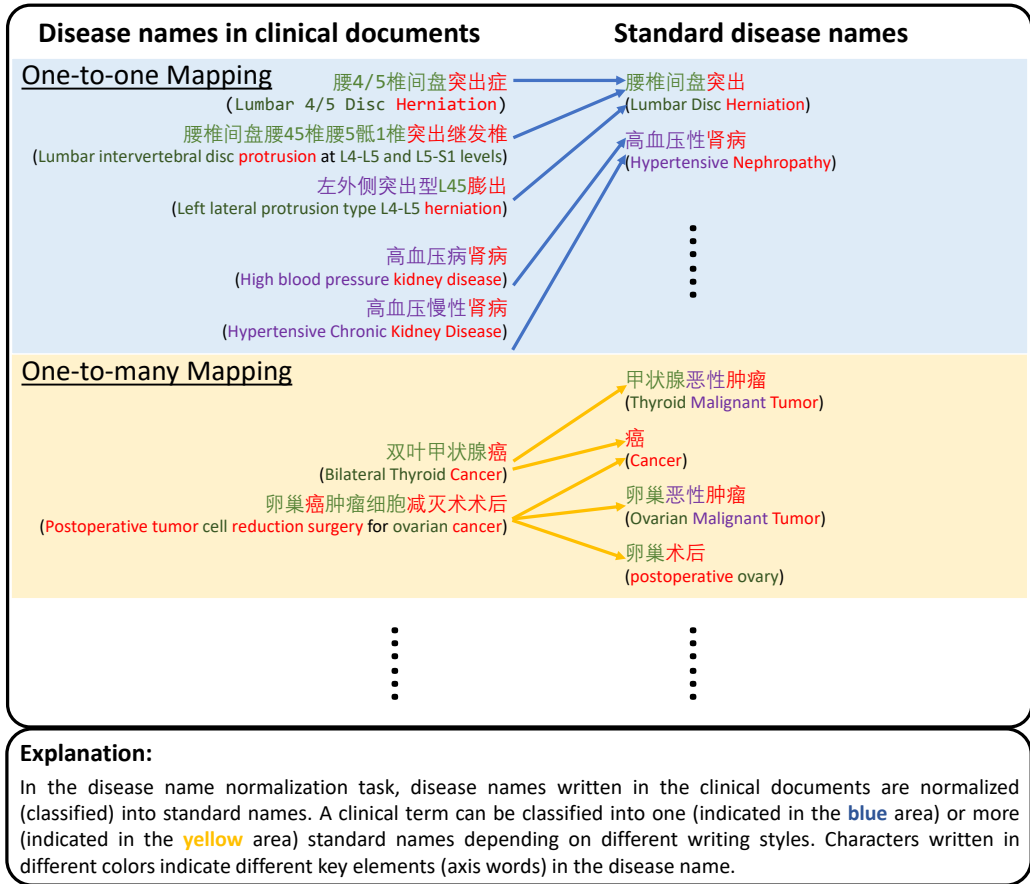 Disease names in clinical documents
Standard disease names
One-to-one Mapping
腰4/5椎间盘突出症
(Lumbar 4/5 Disc Herniation)
腰椎间盘腰45椎腰5骶1椎突出继发椎
(Lumbar intervertebral disc protrusion at L4-L5 and L5-S1 levels)
左外侧突出型L45膨出
(Left lateral protrusion type L4-L5 herniation)
高血压病肾病
(High blood pressure kidney disease)
高血压慢性肾病
(Hypertensive Chronic Kidney Disease)
腰椎间盘突出
(Lumbar Disc Herniation)
高血压性肾病
(Hypertensive Nephropathy)
One-to-many Mapping
双叶甲状腺癌
(Bilateral Thyroid Cancer)
卵巢癌肿瘤细胞减灭术术后
(Postoperative tumor cell reduction surgery for ovarian cancer)
甲状腺恶性肿瘤
(Thyroid Malignant Tumor)
癌
(Cancer)
卵巢恶性肿瘤
(Ovarian Malignant Tumor)
卵巢术后
(postoperative ovary)
Explanation:
In the disease name normalization task, disease names written in the clinical documents are normalized
(classified) into standard names. A clinical term can be classified into one (indicated in the blue area) or more
(indicated in the yellow area) standard names depending on different writing styles. Characters written in
different colors indicate different key elements (axis words) in the disease name.